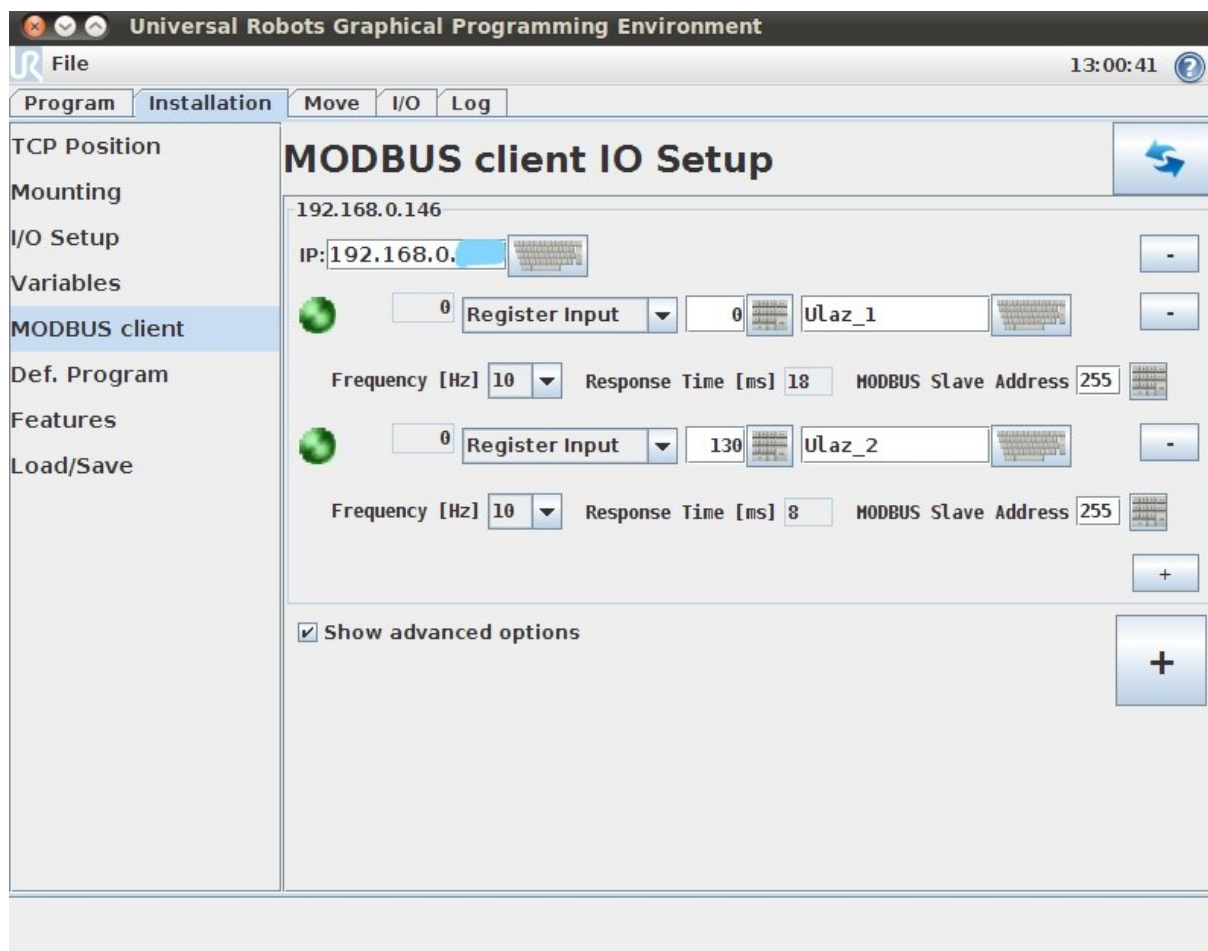 Universal Robots Graphical Programming Environment
File 13:00:41 ?
Program Installation Move I/O Log
TCP Position
Mounting
I/O Setup
Variables
MODBUS client
Def. Program
Features
Load/Save
MODBUS client IO Setup
192.168.0.146
IP: 192.168.0. -
0 Register Input 0 Ulaz_1 -
Frequency [Hz] 10 Response Time [ms] 18 MODBUS Slave Address 255
0 Register Input 130 Ulaz_2 -
Frequency [Hz] 10 Response Time [ms] 8 MODBUS Slave Address 255
+
Show advanced options
+